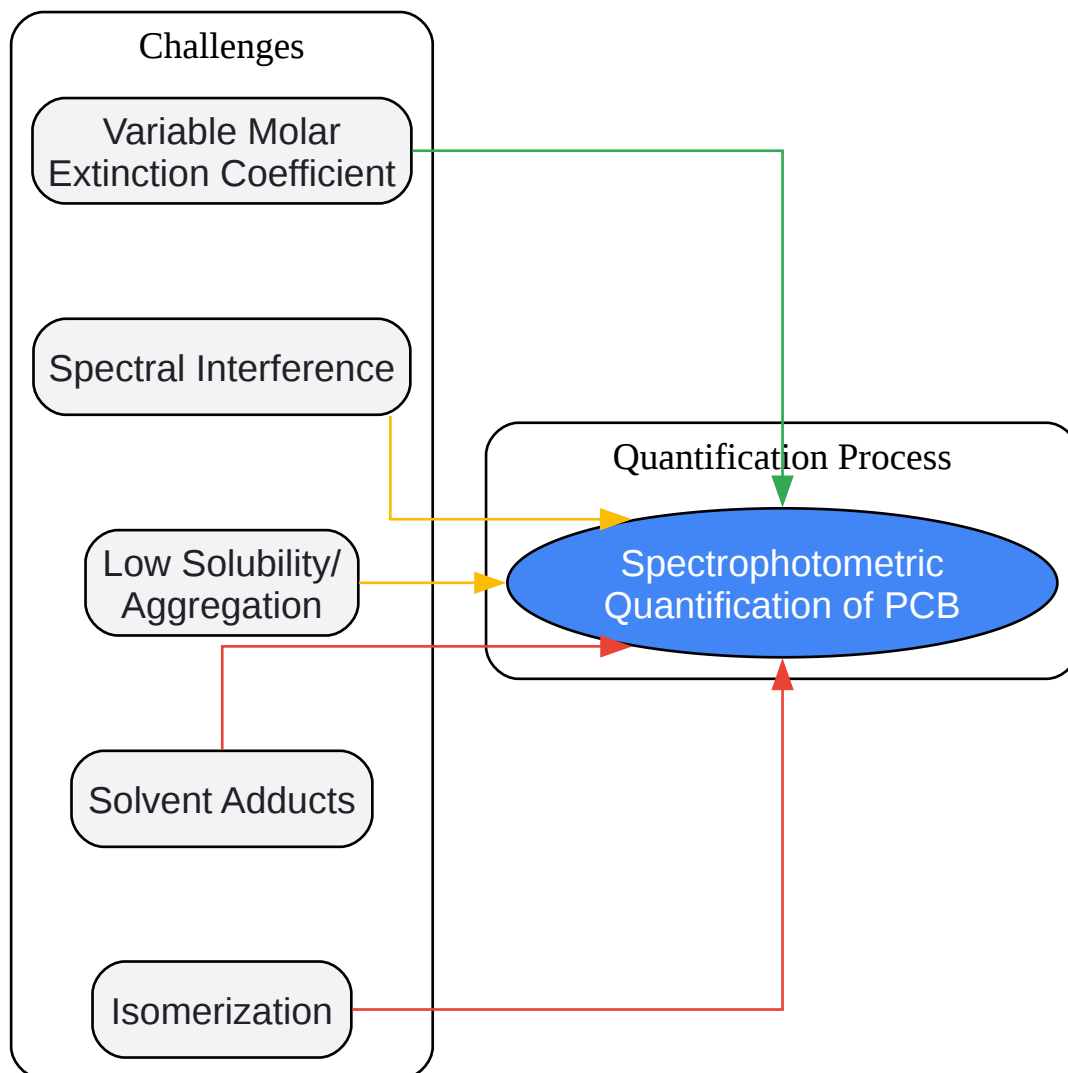 Challenges
Variable Molar
Extinction Coefficient
Spectral Interference
Low Solubility/
Aggregation
Solvent Adducts
Isomerization
Quantification Process
Spectrophotometric
Quantification of PCB